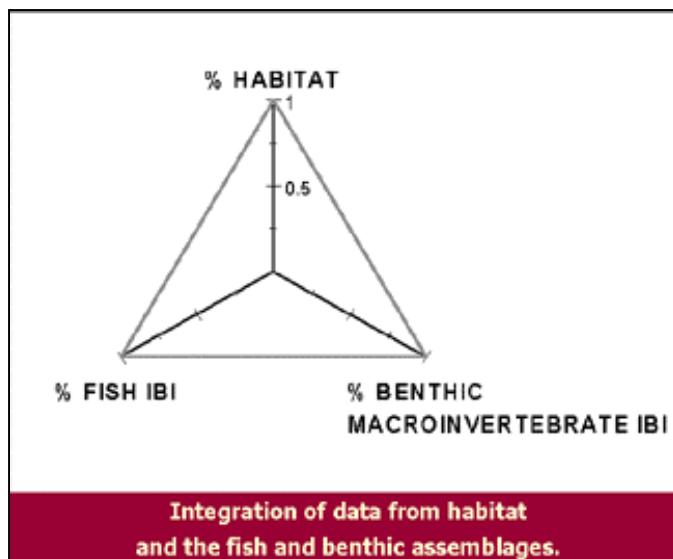 % HABITAT
1
0.5
% FISH IBI
% BENTHIC
MACROINVERTEBRATE IBI
Integration of data from habitat
and the fish and benthic assemblages.